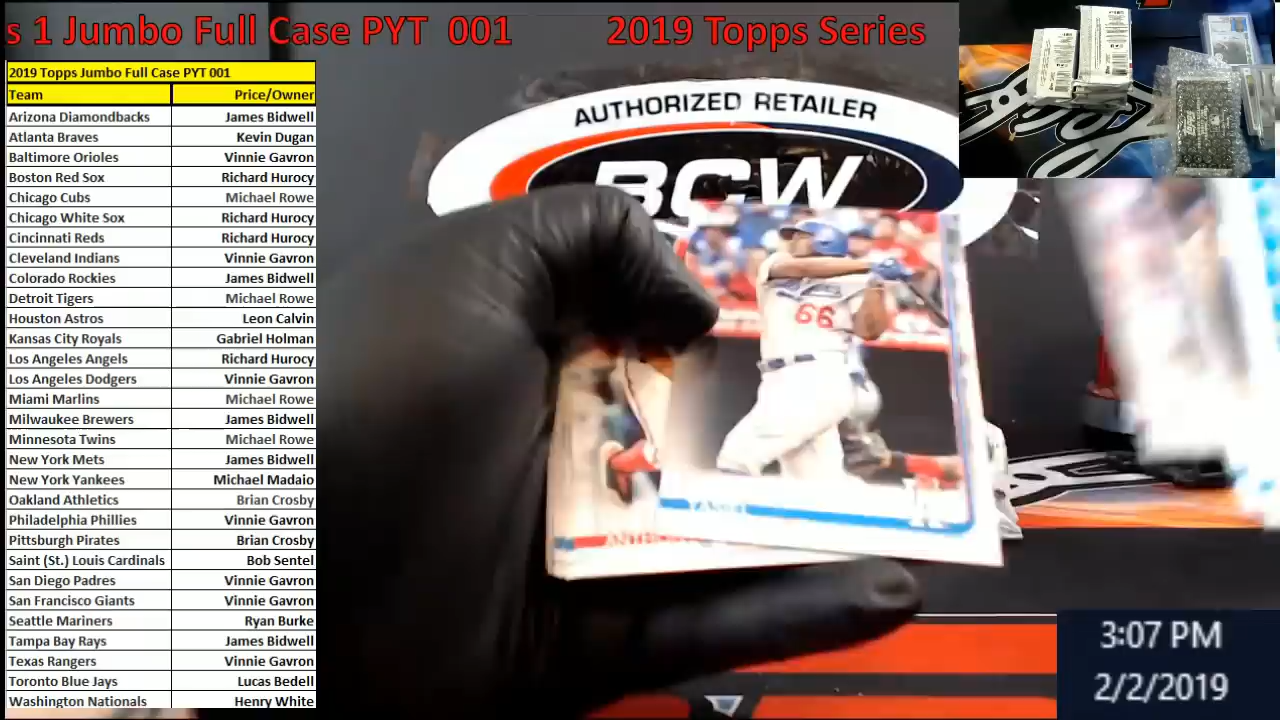 s 1 Jumbo Full Case PYT 001 2019 Topps Series
2019 Topps Jumbo Full Case PYT 001
Team Price/Owner
Arizona Diamondbacks James Bidwell
Atlanta Braves Kevin Dugan
Baltimore Orioles Vinnie Gavron
Boston Red Sox Richard Hurocy
Chicago Cubs Michael Rowe
Chicago White Sox Richard Hurocy
Cincinnati Reds Richard Hurocy
Cleveland Indians Vinnie Gavron
Colorado Rockies James Bidwell
Detroit Tigers Michael Rowe
Houston Astros Leon Calvin
Kansas City Royals Gabriel Holman
Los Angeles Angels Richard Hurocy
Los Angeles Dodgers Vinnie Gavron
Miami Marlins Michael Rowe
Milwaukee Brewers James Bidwell
Minnesota Twins Michael Rowe
New York Mets James Bidwell
New York Yankees Michael Madaio
Oakland Athletics Brian Crosby
Philadelphia Phillies Vinnie Gavron
Pittsburgh Pirates Brian Crosby
Saint (St.) Louis Cardinals Bob Sentel
San Diego Padres Vinnie Gavron
San Francisco Giants Vinnie Gavron
Seattle Mariners Ryan Burke
Tampa Bay Rays James Bidwell
Texas Rangers Vinnie Gavron
Toronto Blue Jays Lucas Bedell
Washington Nationals Henry White
AUTHORIZED RETAILER
BCW
66
3:07 PM
2/2/2019